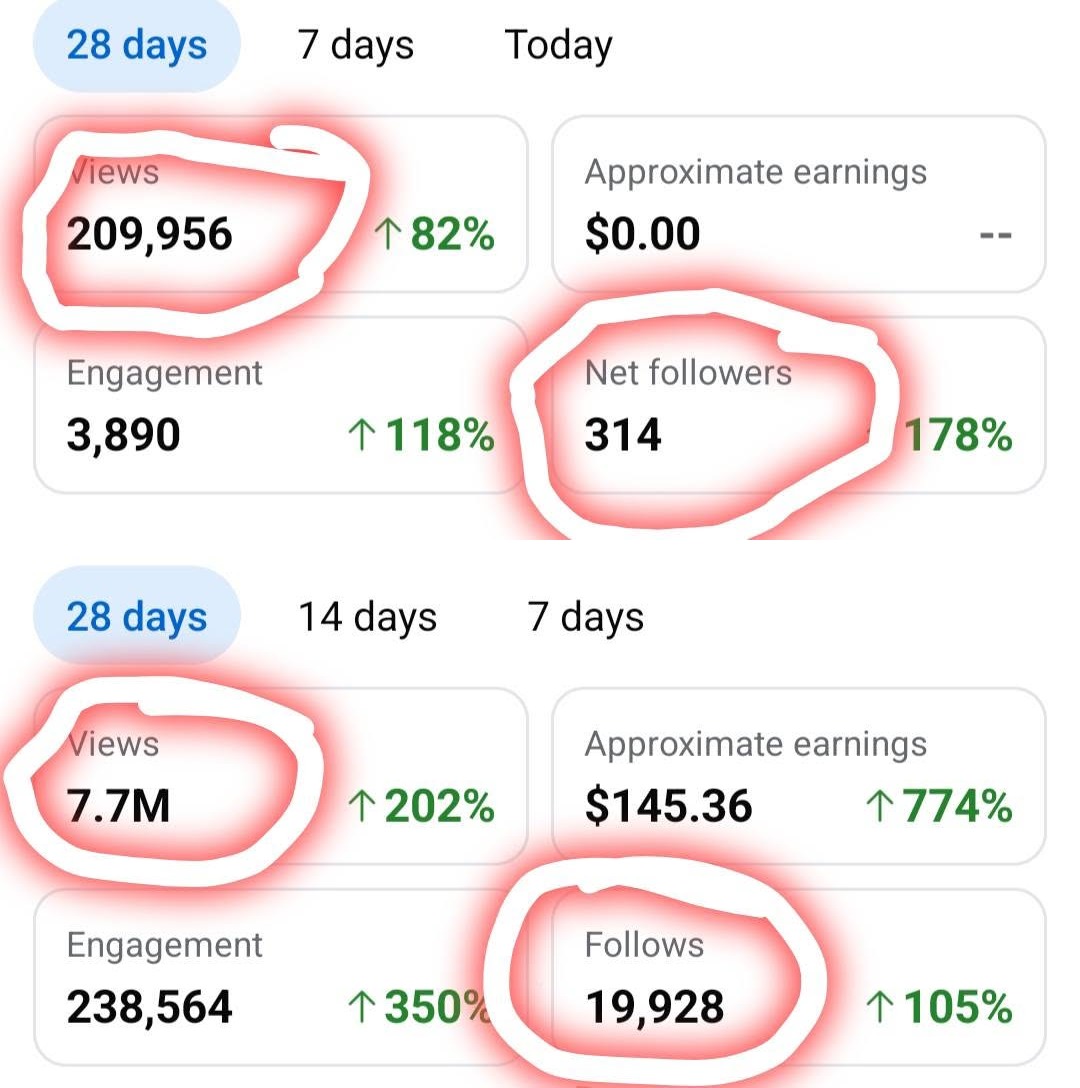 28 days 7 days Today
Views Approximate earnings
209,956 ↑ 82% $0.00 --
Engagement Net followers
3,890 ↑ 118% 314 178%
28 days 14 days 7 days
Views Approximate earnings
7.7M ↑ 202% $145.36 ↑ 774%
Engagement Follows
238,564 ↑ 350% 19,928 ↑ 105%